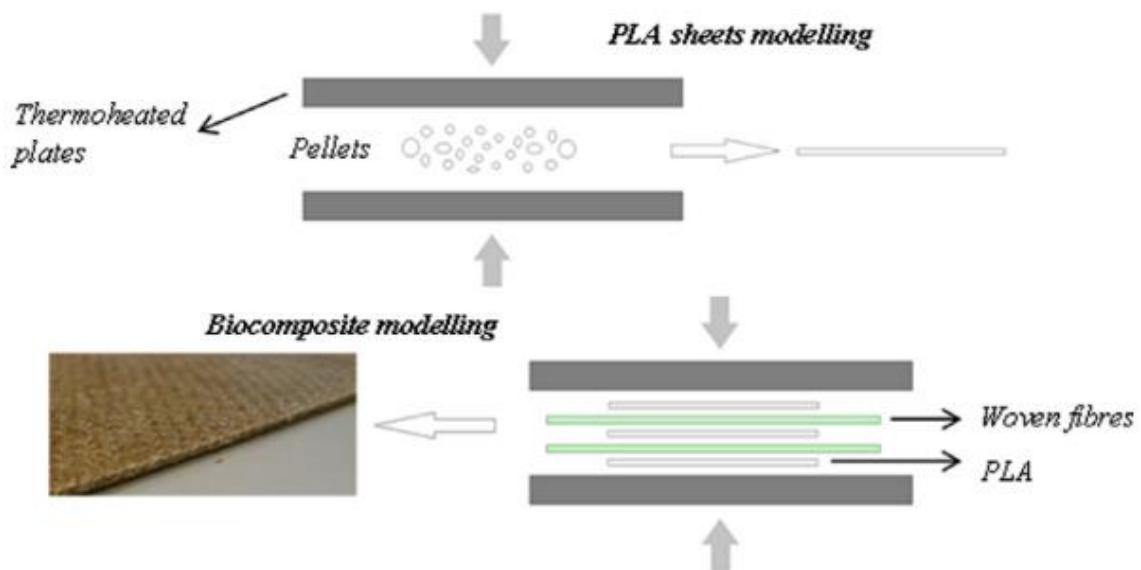 PLA sheets modelling
Thermoheated
plates
Pellets
Biocomposite modelling
Woven fibres
PLA